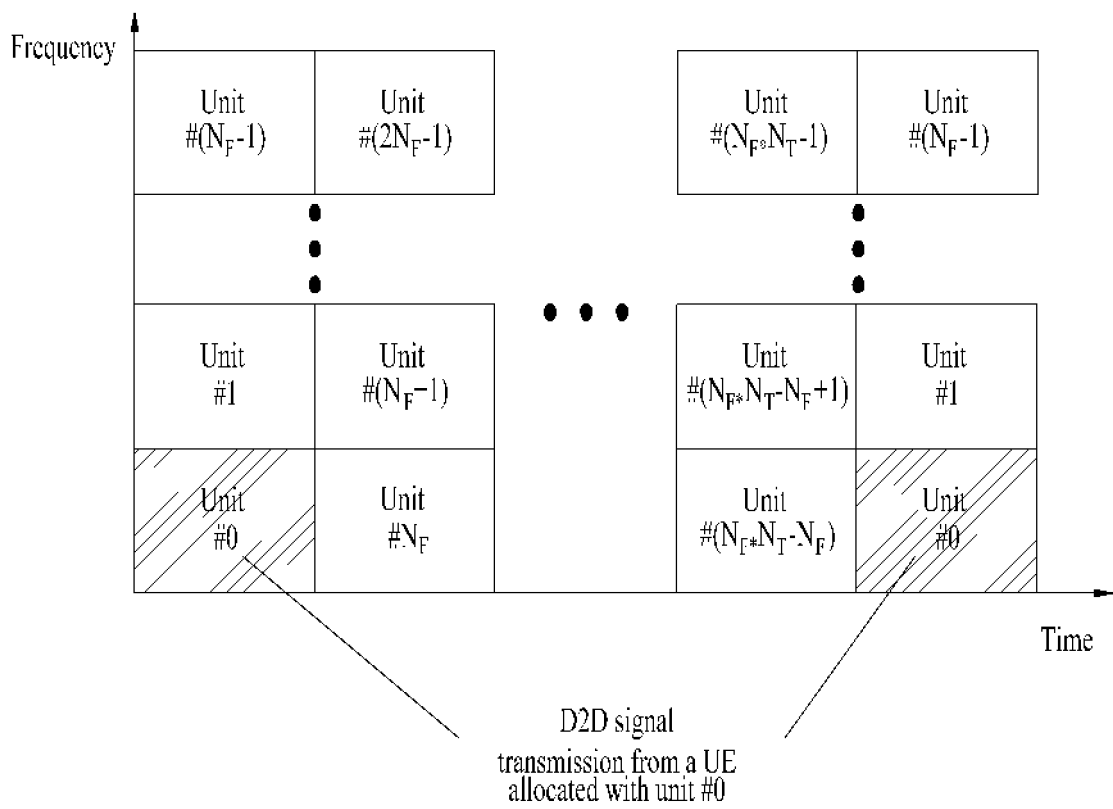 Frequency
Unit
#(N_F-1)
Unit
#(2N_F-1)
Unit
#(N_F*N_T-1)
Unit
#(N_F-1)
Unit
#1
Unit
#(N_F-1)
Unit
#(N_F*N_T-N_F+1)
Unit
#1
Unit
#0
Unit
#N_F
Unit
#(N_F*N_T-N_F)
Unit
#0
Time
D2D signal
transmission from a UE
allocated with unit #0